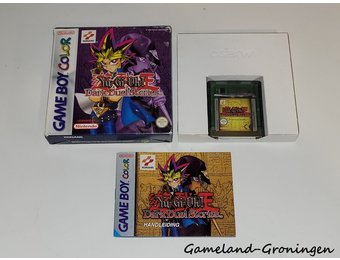 GAME BOY COLOR
KONAMI
Yu-Gi-Oh!
Dark Duel Stories
Nintendo
GAME BOY COLOR
KONAMI
Yu-Gi-Oh!
Dark Duel Stories
HANDLEIDING
Gameland-Groningen